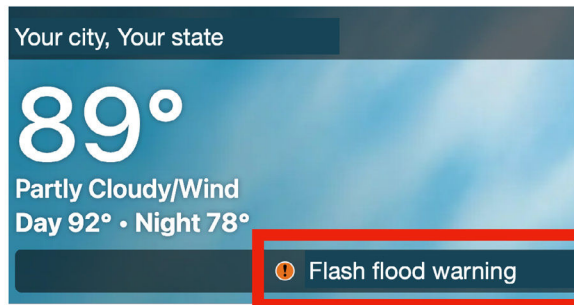 Your city, Your state
89°
Partly Cloudy/Wind
Day 92° • Night 78°
Flash flood warning